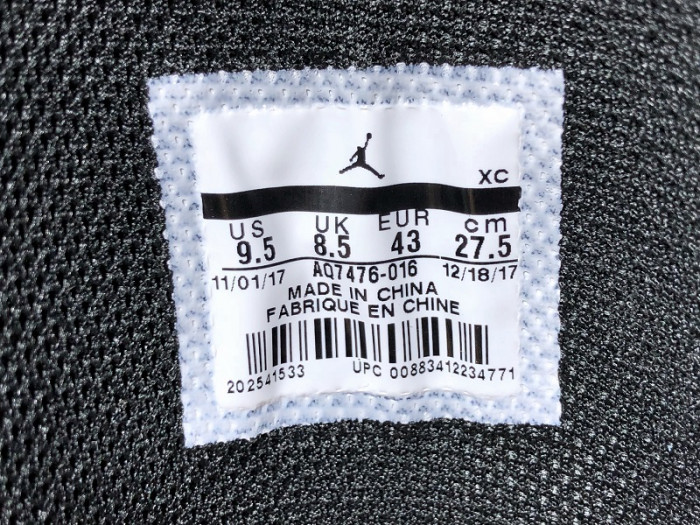 XC
US UK EUR cm
9.5 8.5 43 27.5
11/01/17 AQ7476-016 12/18/17
MADE IN CHINA
FABRIQUE EN CHINE
202541533 UPC 00883412234771